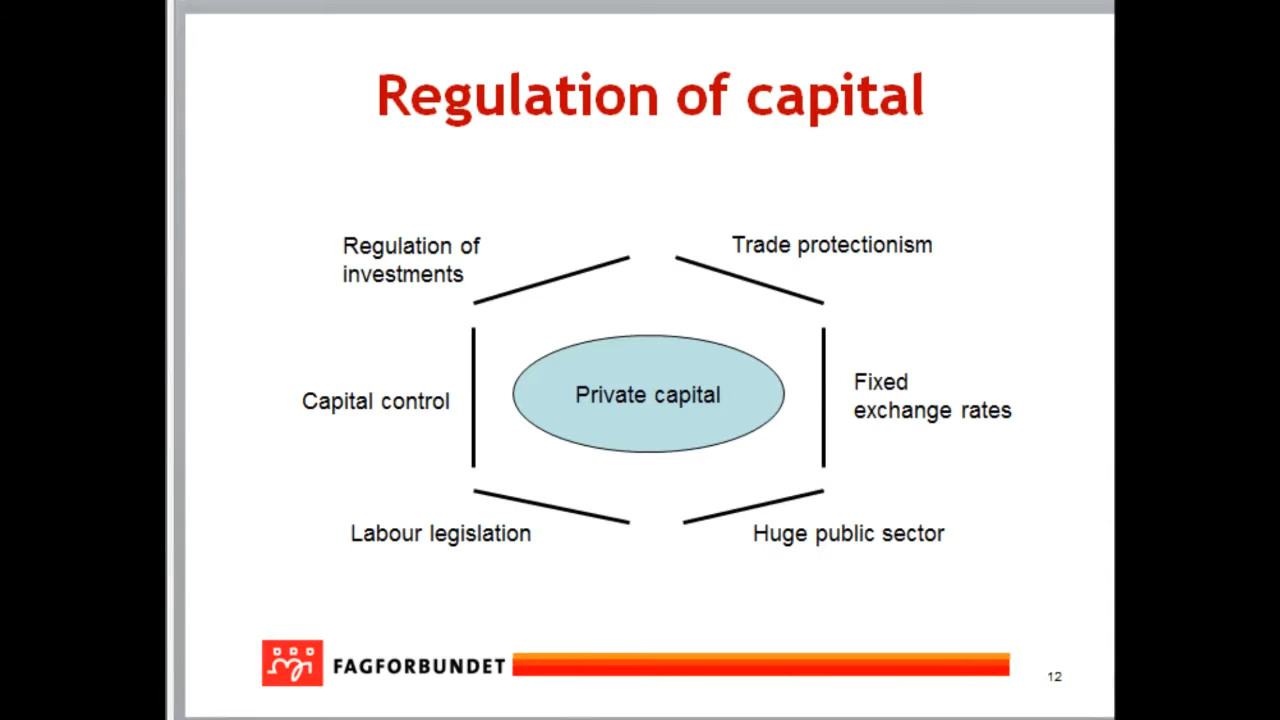 Regulation of capital
Regulation of
investments
Trade protectionism
Private capital
Capital control
Fixed
exchange rates
Labour legislation
Huge public sector
FAGFORBUNDET
12